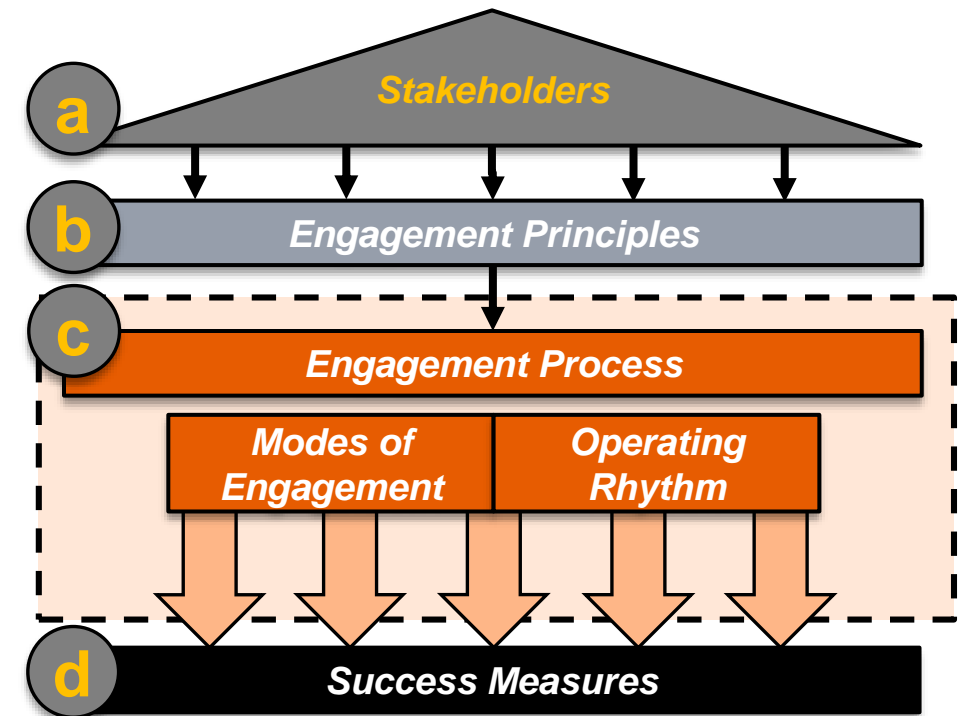 a
Stakeholders
b
Engagement Principles
c
Engagement Process
Modes of
Engagement
Operating
Rhythm
d
Success Measures